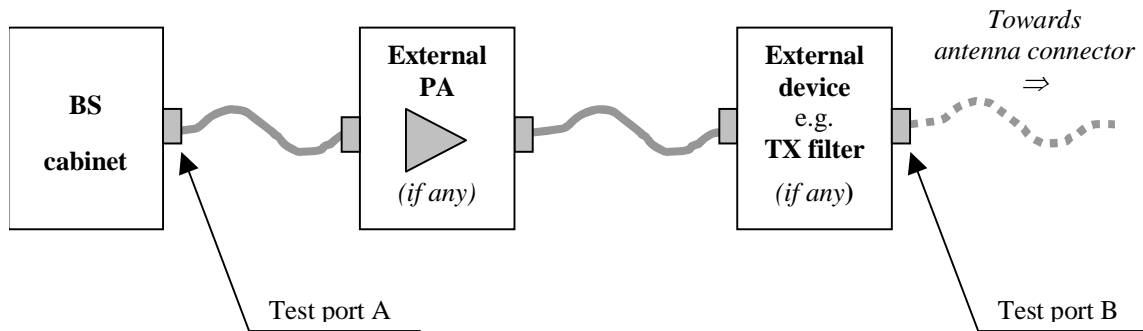 BS
cabinet
External
PA
(if any)
External
device
e.g.
TX filter
(if any)
Towards
antenna connector
⇒
Test port A
Test port B